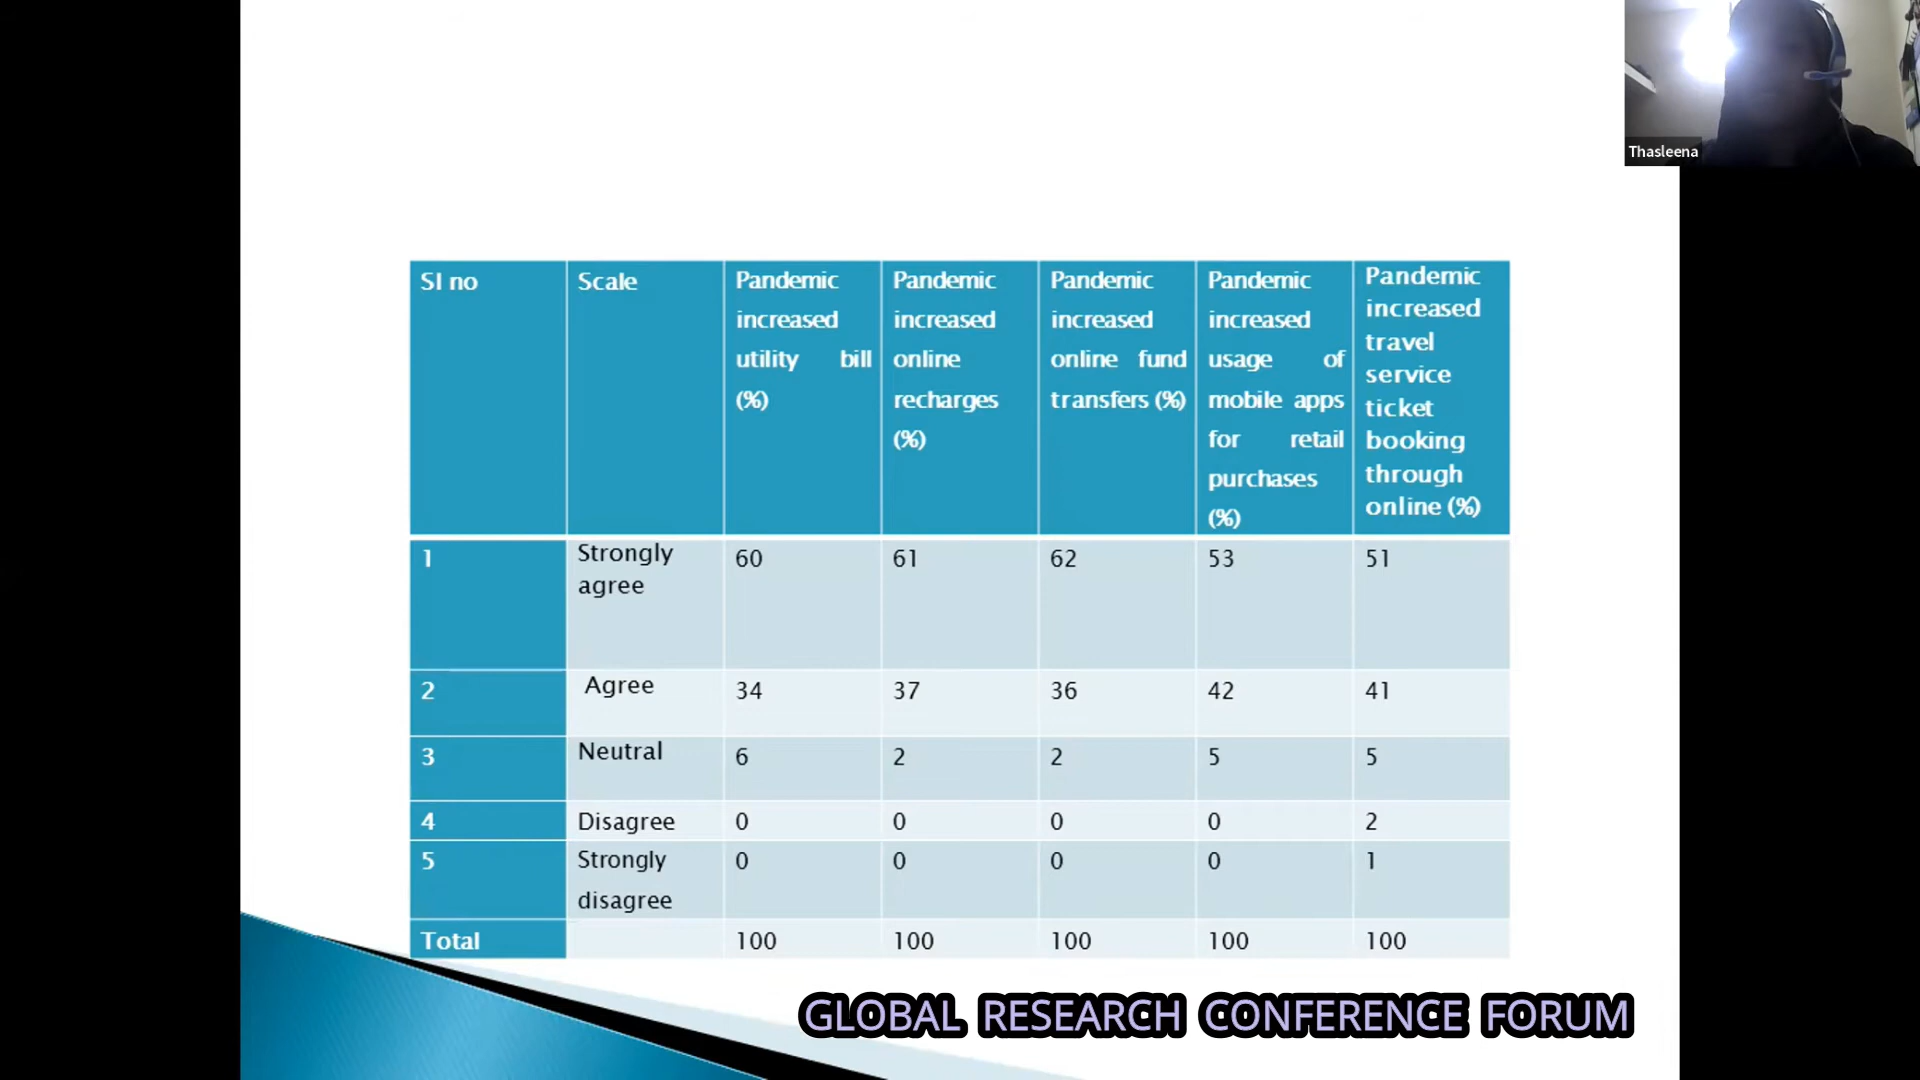 Thasleena
SI no
Scale
Pandemic
increased
utility bill
(%)
Pandemic
increased
online
recharges
(%)
Pandemic
increased
online fund
transfers (%)
Pandemic
increased
usage of
mobile apps
for retail
purchases
(%)
Pandemic
increased
travel
service
ticket
booking
through
online (%)
1
Strongly
agree
60
61
62
53
51
2
Agree
34
37
36
42
41
3
Neutral
6
2
2
5
5
4
Disagree
0
0
0
0
2
5
Strongly
disagree
0
0
0
0
1
Total
100
100
100
100
100
GLOBAL RESEARCH CONFERENCE FORUM